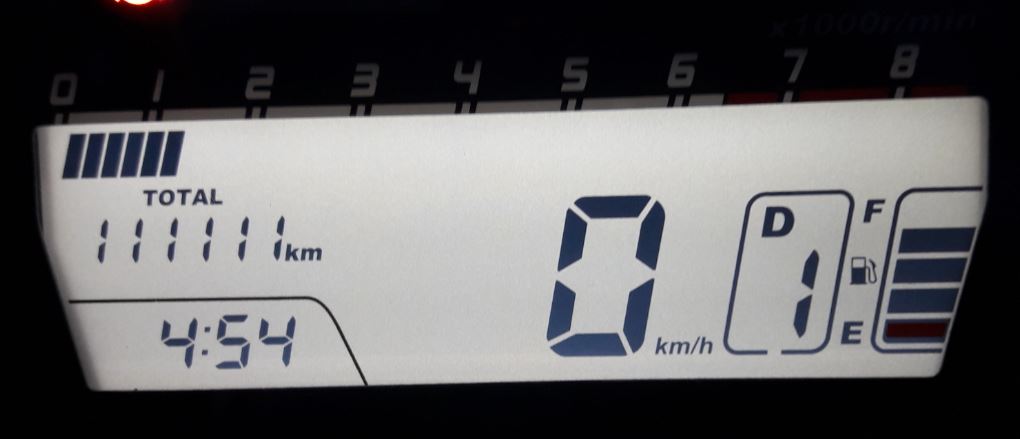 x1000r/min
0 1 2 3 4 5 6 7 8
TOTAL
111111km
4:54
0 km/h
D
1
F
E